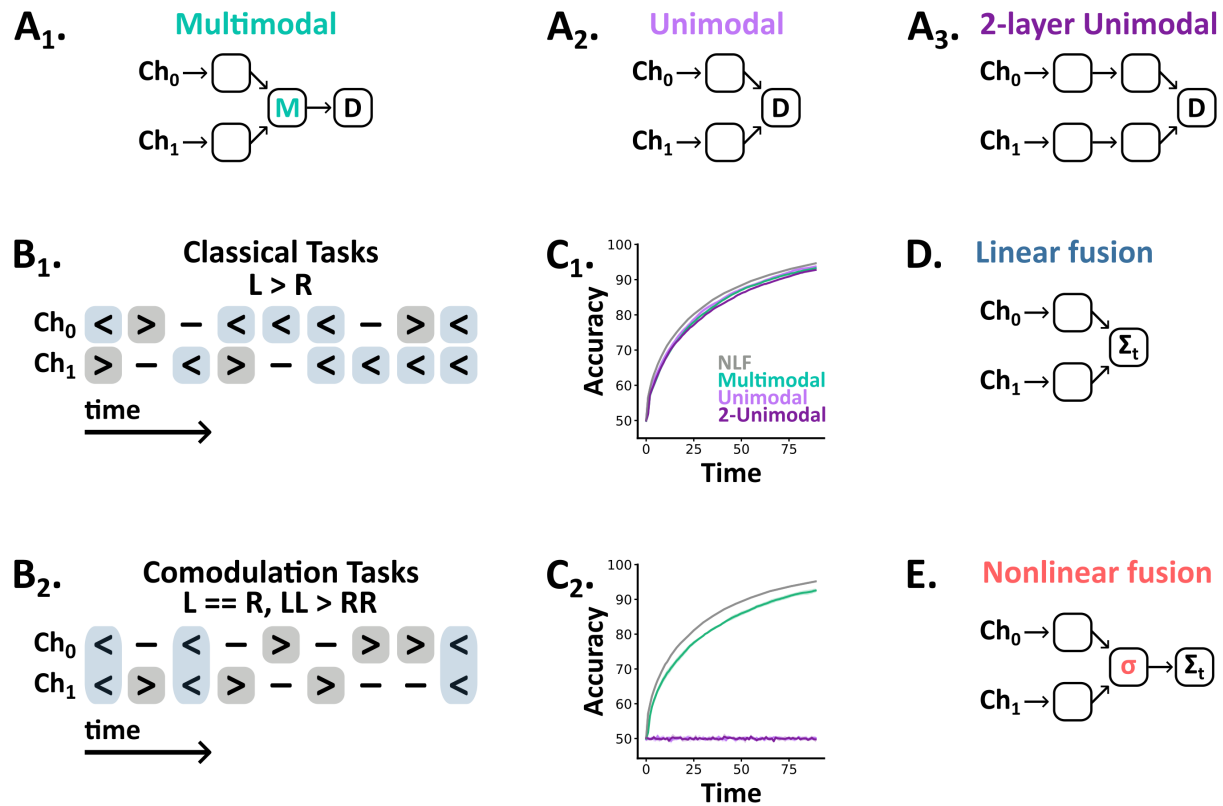 A₁. Multimodal
Ch₀
M D
Ch₁
A₂. Unimodal
Ch₀
D
Ch₁
A₃. 2-layer Unimodal
Ch₀
D
Ch₁
B₁. Classical Tasks
L > R
Ch₀ < > – < < < – > <
Ch₁ > – < > – < < < <
time
C₁.
Accuracy
100
90
80
70
60
50
NLF
Multimodal
Unimodal
2-Unimodal
0 25 50 75
Time
D. Linear fusion
Ch₀
Σₜ
Ch₁
B₂. Comodulation Tasks
L == R, LL > RR
Ch₀ < – < – > – > > <
Ch₁ < > < > – > – – <
time
C₂.
Accuracy
100
90
80
70
60
50
0 25 50 75
Time
E. Nonlinear fusion
Ch₀
σ Σₜ
Ch₁